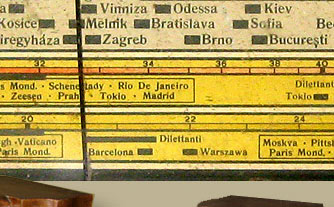 Vinniza Odessa Kiev
Kosice Melnik Bratislava Sofia
iregyháza Zagreb Brno Bucureşti
32 34 36 38 40
s Mond. - Schenectady - Rio De Janeiro Dilettant
- Zeesen - Prah Tokio - Madrid Tokio
20 22 24
gh - Vaticano Dilettanti Moskva - Pittsb
Paris Mond. Barcelona Warszawa Paris Mond.